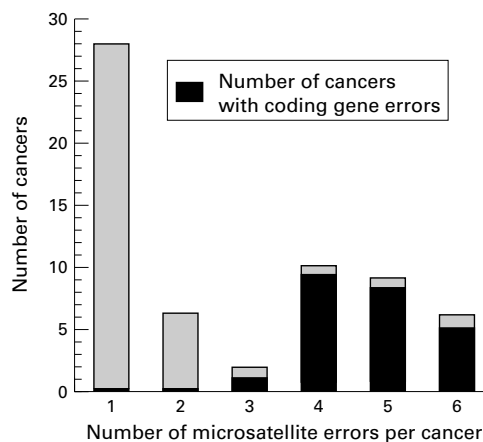 30
25
20
15
10
5
0
Number of cancers
Number of cancers
with coding gene errors
1 2 3 4 5 6
Number of microsatellite errors per cancer